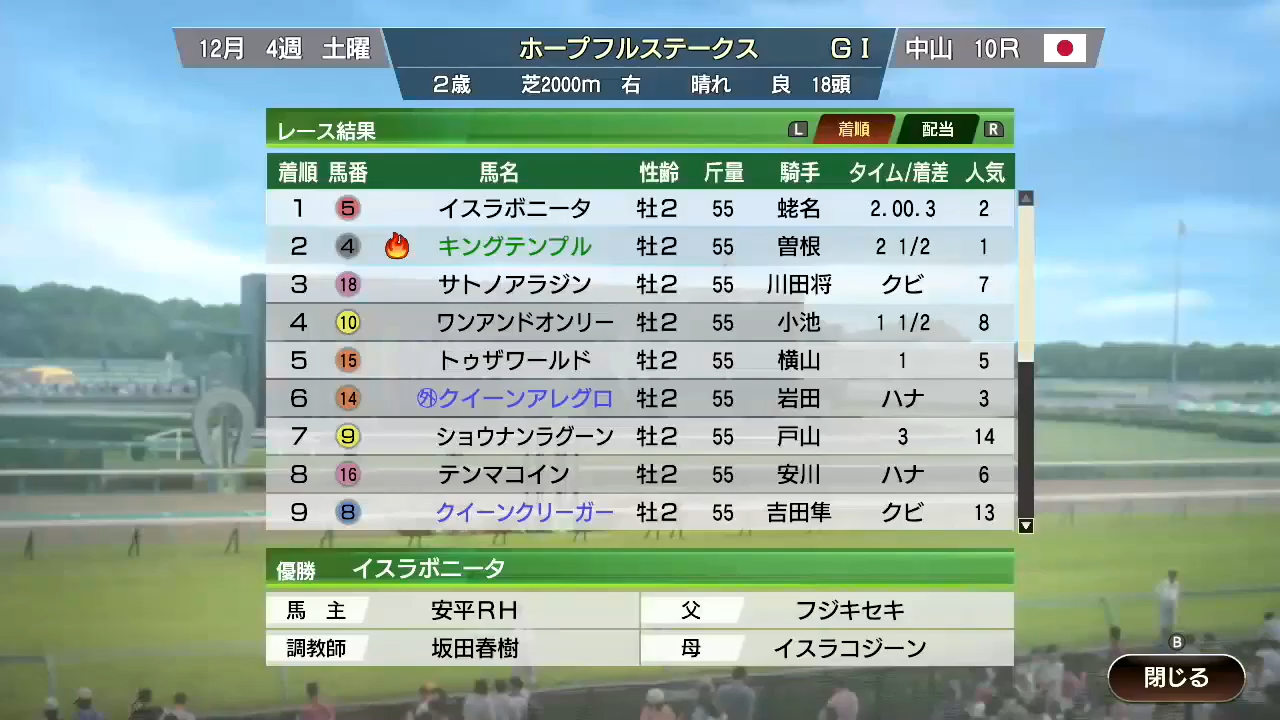 12月 4週 土曜 ホープフルステークス GⅠ 中山 10R
2歳 芝2000m 右 晴れ 良 18頭
レース結果 L 着順 配当 R
着順 馬番 馬名 性齢 斤量 騎手 タイム/着差 人気
1 5 イスラボニータ 牡2 55 蛯名 2.00.3 2
2 4 キングテンプル 牡2 55 曽根 2 1/2 1
3 18 サトノアラジン 牡2 55 川田将 クビ 7
4 10 ワンアンドオンリー 牡2 55 小池 1 1/2 8
5 15 トゥザワールド 牡2 55 横山 1 5
6 14 外クイーンアレグロ 牡2 55 岩田 ハナ 3
7 9 ショウナンラグーン 牡2 55 戸山 3 14
8 16 テンマコイン 牡2 55 安川 ハナ 6
9 8 クイーンクリーガー 牡2 55 吉田隼 クビ 13
優勝 イスラボニータ
馬主 安平RH 父 フジキセキ
調教師 坂田春樹 母 イスラコジーン
B
閉じる